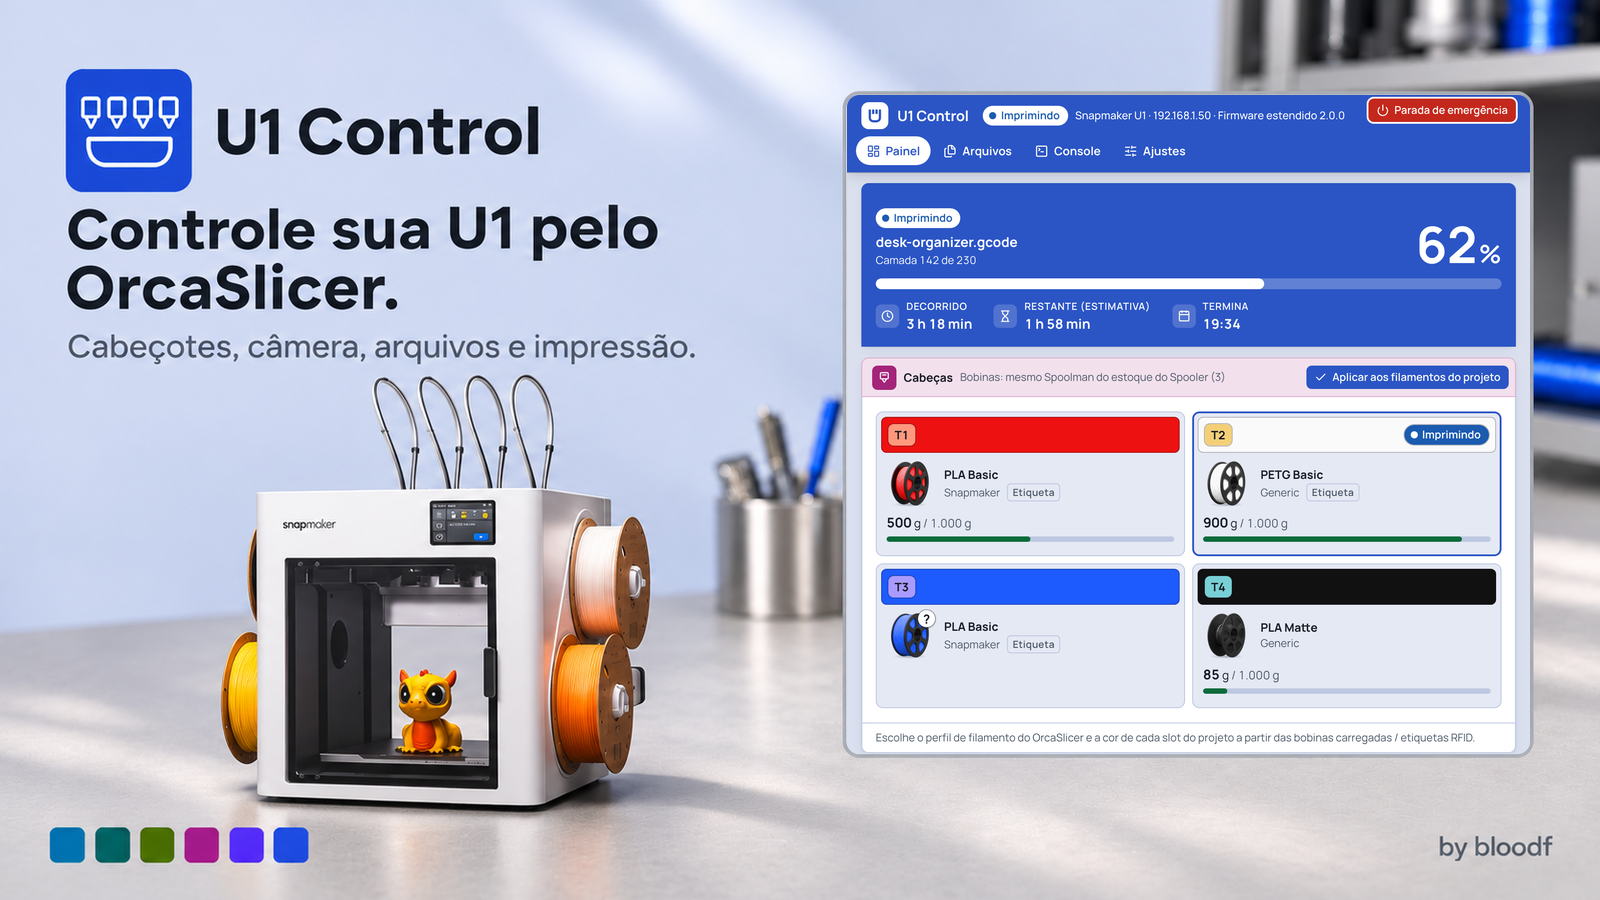 U1 Control
Controle sua U1 pelo
OrcaSlicer.
Cabeçotes, câmera, arquivos e impressão.
snapmaker
U1 Control
Imprimindo
Snapmaker U1 · 192.168.1.50 · Firmware estendido 2.0.0
Parada de emergência
Painel
Arquivos
Console
Ajustes
Imprimindo
desk-organizer.gcode
Camada 142 de 230
62%
DECORRIDO
3 h 18 min
RESTANTE (ESTIMATIVA)
1 h 58 min
TERMINA
19:34
Cabeças
Bobinas: mesmo Spoolman do estoque do Spooler (3)
Aplicar aos filamentos do projeto
T1
PLA Basic
Snapmaker
Etiqueta
500 g / 1.000 g
T2
Imprimindo
PETG Basic
Generic
Etiqueta
900 g / 1.000 g
T3
?
PLA Basic
Snapmaker
Etiqueta
T4
PLA Matte
Generic
85 g / 1.000 g
Escolhe o perfil de filamento do OrcaSlicer e a cor de cada slot do projeto a partir das bobinas carregadas / etiquetas RFID.
by bloodf